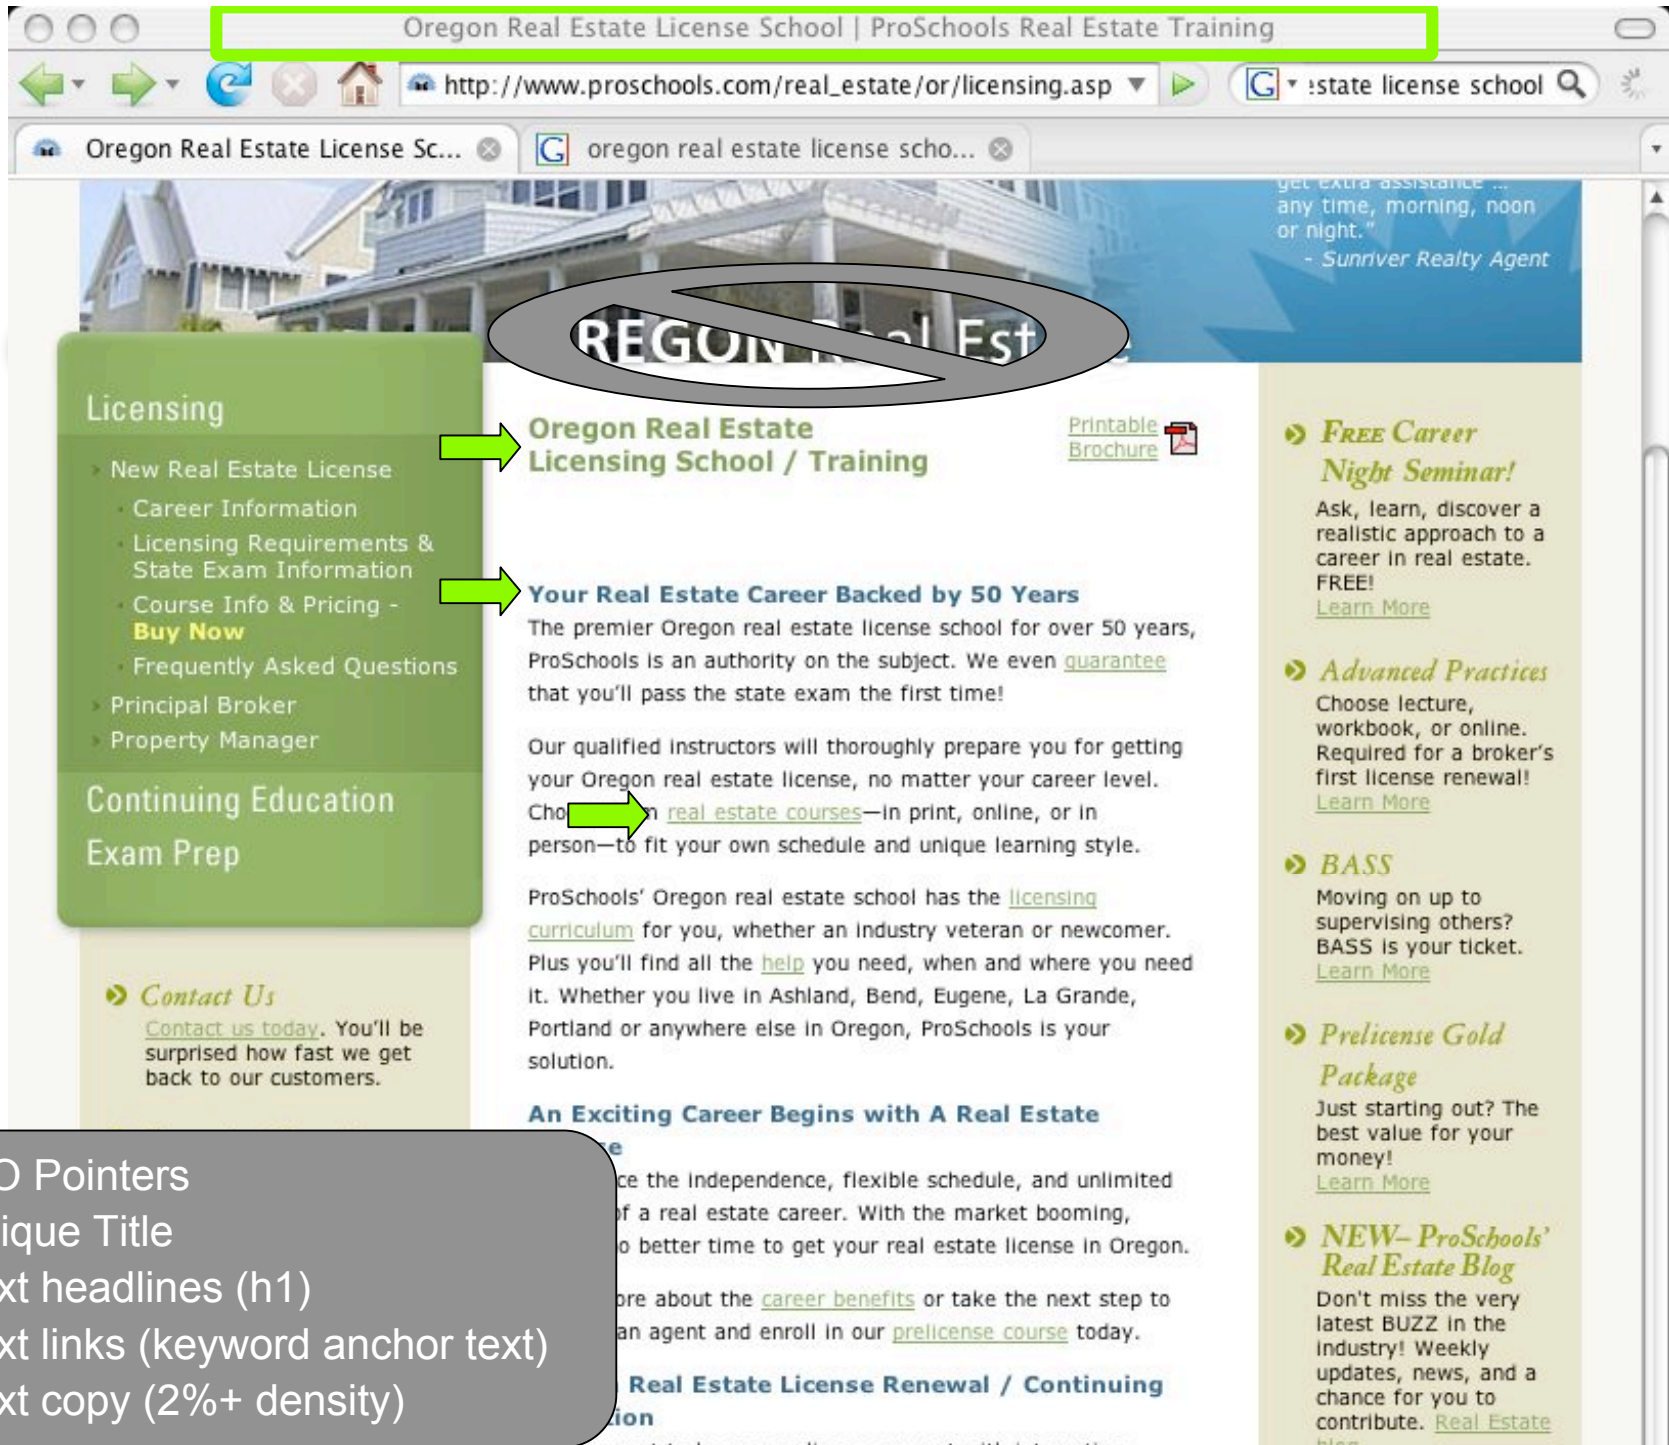 Oregon Real Estate License School | ProSchools Real Estate Training
http://www.proschools.com/real_estate/or/licensing.asp
state license school
Oregon Real Estate License Sc...
oregon real estate license scho...
get extra assistance ...
any time, morning, noon
or night."
- Sunriver Realty Agent
REGON Real Est
Licensing
New Real Estate License
Career Information
Licensing Requirements &
State Exam Information
Course Info & Pricing -
Buy Now
Frequently Asked Questions
Principal Broker
Property Manager
Continuing Education
Exam Prep
Contact Us
Contact us today. You'll be
surprised how fast we get
back to our customers.
Oregon Real Estate
Licensing School / Training
Printable
Brochure
Your Real Estate Career Backed by 50 Years
The premier Oregon real estate license school for over 50 years,
ProSchools is an authority on the subject. We even guarantee
that you'll pass the state exam the first time!
Our qualified instructors will thoroughly prepare you for getting
your Oregon real estate license, no matter your career level.
real estate courses—in print, online, or in
person—to fit your own schedule and unique learning style.
ProSchools' Oregon real estate school has the licensing
curriculum for you, whether an industry veteran or newcomer.
Plus you'll find all the help you need, when and where you need
it. Whether you live in Ashland, Bend, Eugene, La Grande,
Portland or anywhere else in Oregon, ProSchools is your
solution.
An Exciting Career Begins with A Real Estate
the independence, flexible schedule, and unlimited
of a real estate career. With the market booming,
better time to get your real estate license in Oregon.
about the career benefits or take the next step to
an agent and enroll in our prelicense course today.
Real Estate License Renewal / Continuing
FREE Career
Night Seminar!
Ask, learn, discover a
realistic approach to a
career in real estate.
FREE!
Learn More
Advanced Practices
Choose lecture,
workbook, or online.
Required for a broker's
first license renewal!
Learn More
BASS
Moving on up to
supervising others?
BASS is your ticket.
Learn More
Prelicense Gold
Package
Just starting out? The
best value for your
money!
Learn More
NEW– ProSchools'
Real Estate Blog
Don't miss the very
latest BUZZ in the
industry! Weekly
updates, news, and a
chance for you to
contribute. Real Estate
O Pointers
ique Title
xt headlines (h1)
xt links (keyword anchor text)
xt copy (2%+ density)